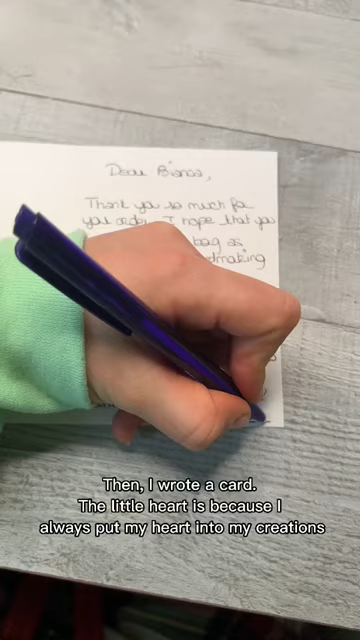 Dear Bianca,
Thank you so much for
you order. I hope that you
bag as
dmaking
Then, I wrote a card.
The little heart is because I
always put my heart into my creations